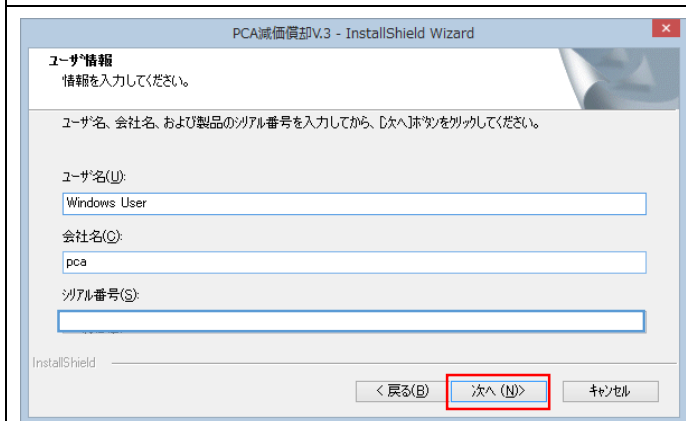 PCA減価償却V.3 - InstallShield Wizard
ユーザ情報
情報を入力してください。
ユーザ名、会社名、および製品のシリアル番号を入力してから、[次へ]ボタンをクリックしてください。
ユーザ名(U):
Windows User
会社名(C):
pca
シリアル番号(S):
InstallShield
< 戻る(B)
次へ (N)>
キャンセル